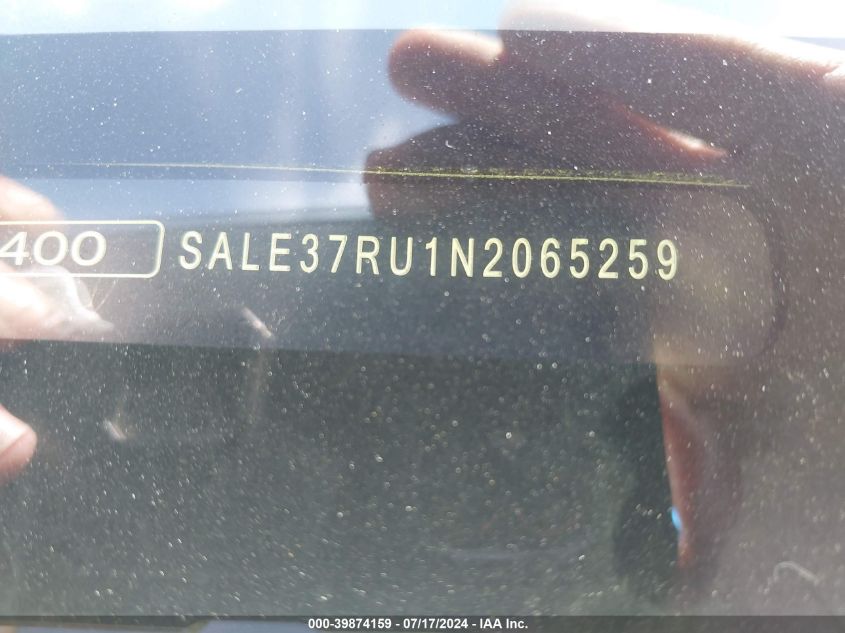 400 SALE37RU1N2065259
000-39874159 / 07/17/2024 - IAA Inc.